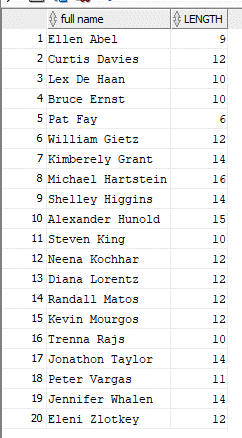 full name LENGTH
1 Ellen Abel 9
2 Curtis Davies 12
3 Lex De Haan 10
4 Bruce Ernst 10
5 Pat Fay 6
6 William Gietz 12
7 Kimberely Grant 14
8 Michael Hartstein 16
9 Shelley Higgins 14
10 Alexander Hunold 15
11 Steven King 10
12 Neena Kochhar 12
13 Diana Lorentz 12
14 Randall Matos 12
15 Kevin Mourgos 12
16 Trenna Rajs 10
17 Jonathon Taylor 14
18 Peter Vargas 11
19 Jennifer Whalen 14
20 Eleni Zlotkey 12